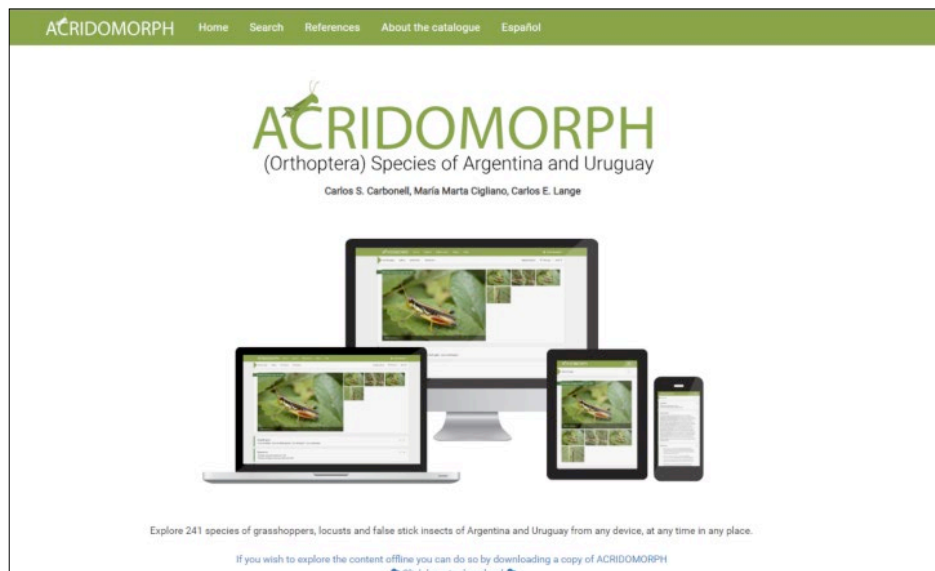 ACRIDOMORPH Home Search References About the catalogue Español
ACRIDOMORPH
(Orthoptera) Species of Argentina and Uruguay
Carlos S. Carbonell, María Marta Cigliano, Carlos E. Lange
Explore 241 species of grasshoppers, locusts and false stick insects of Argentina and Uruguay from any device, at any time in any place.
If you wish to explore the content offline you can do so by downloading a copy of ACRIDOMORPH